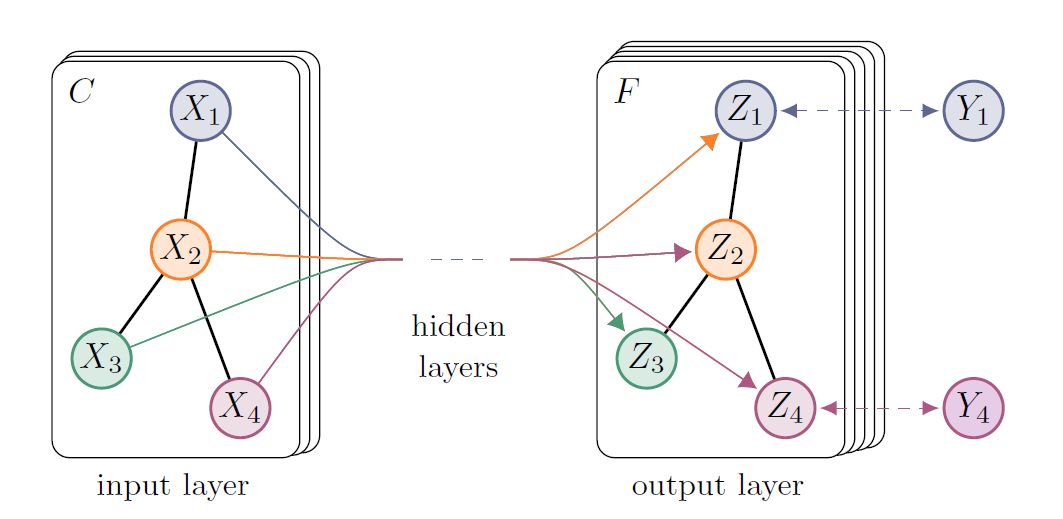 C
X₁
X₂
X₃
X₄
input layer
hidden
layers
F
Z₁
Z₂
Z₃
Z₄
output layer
Y₁
Y₄